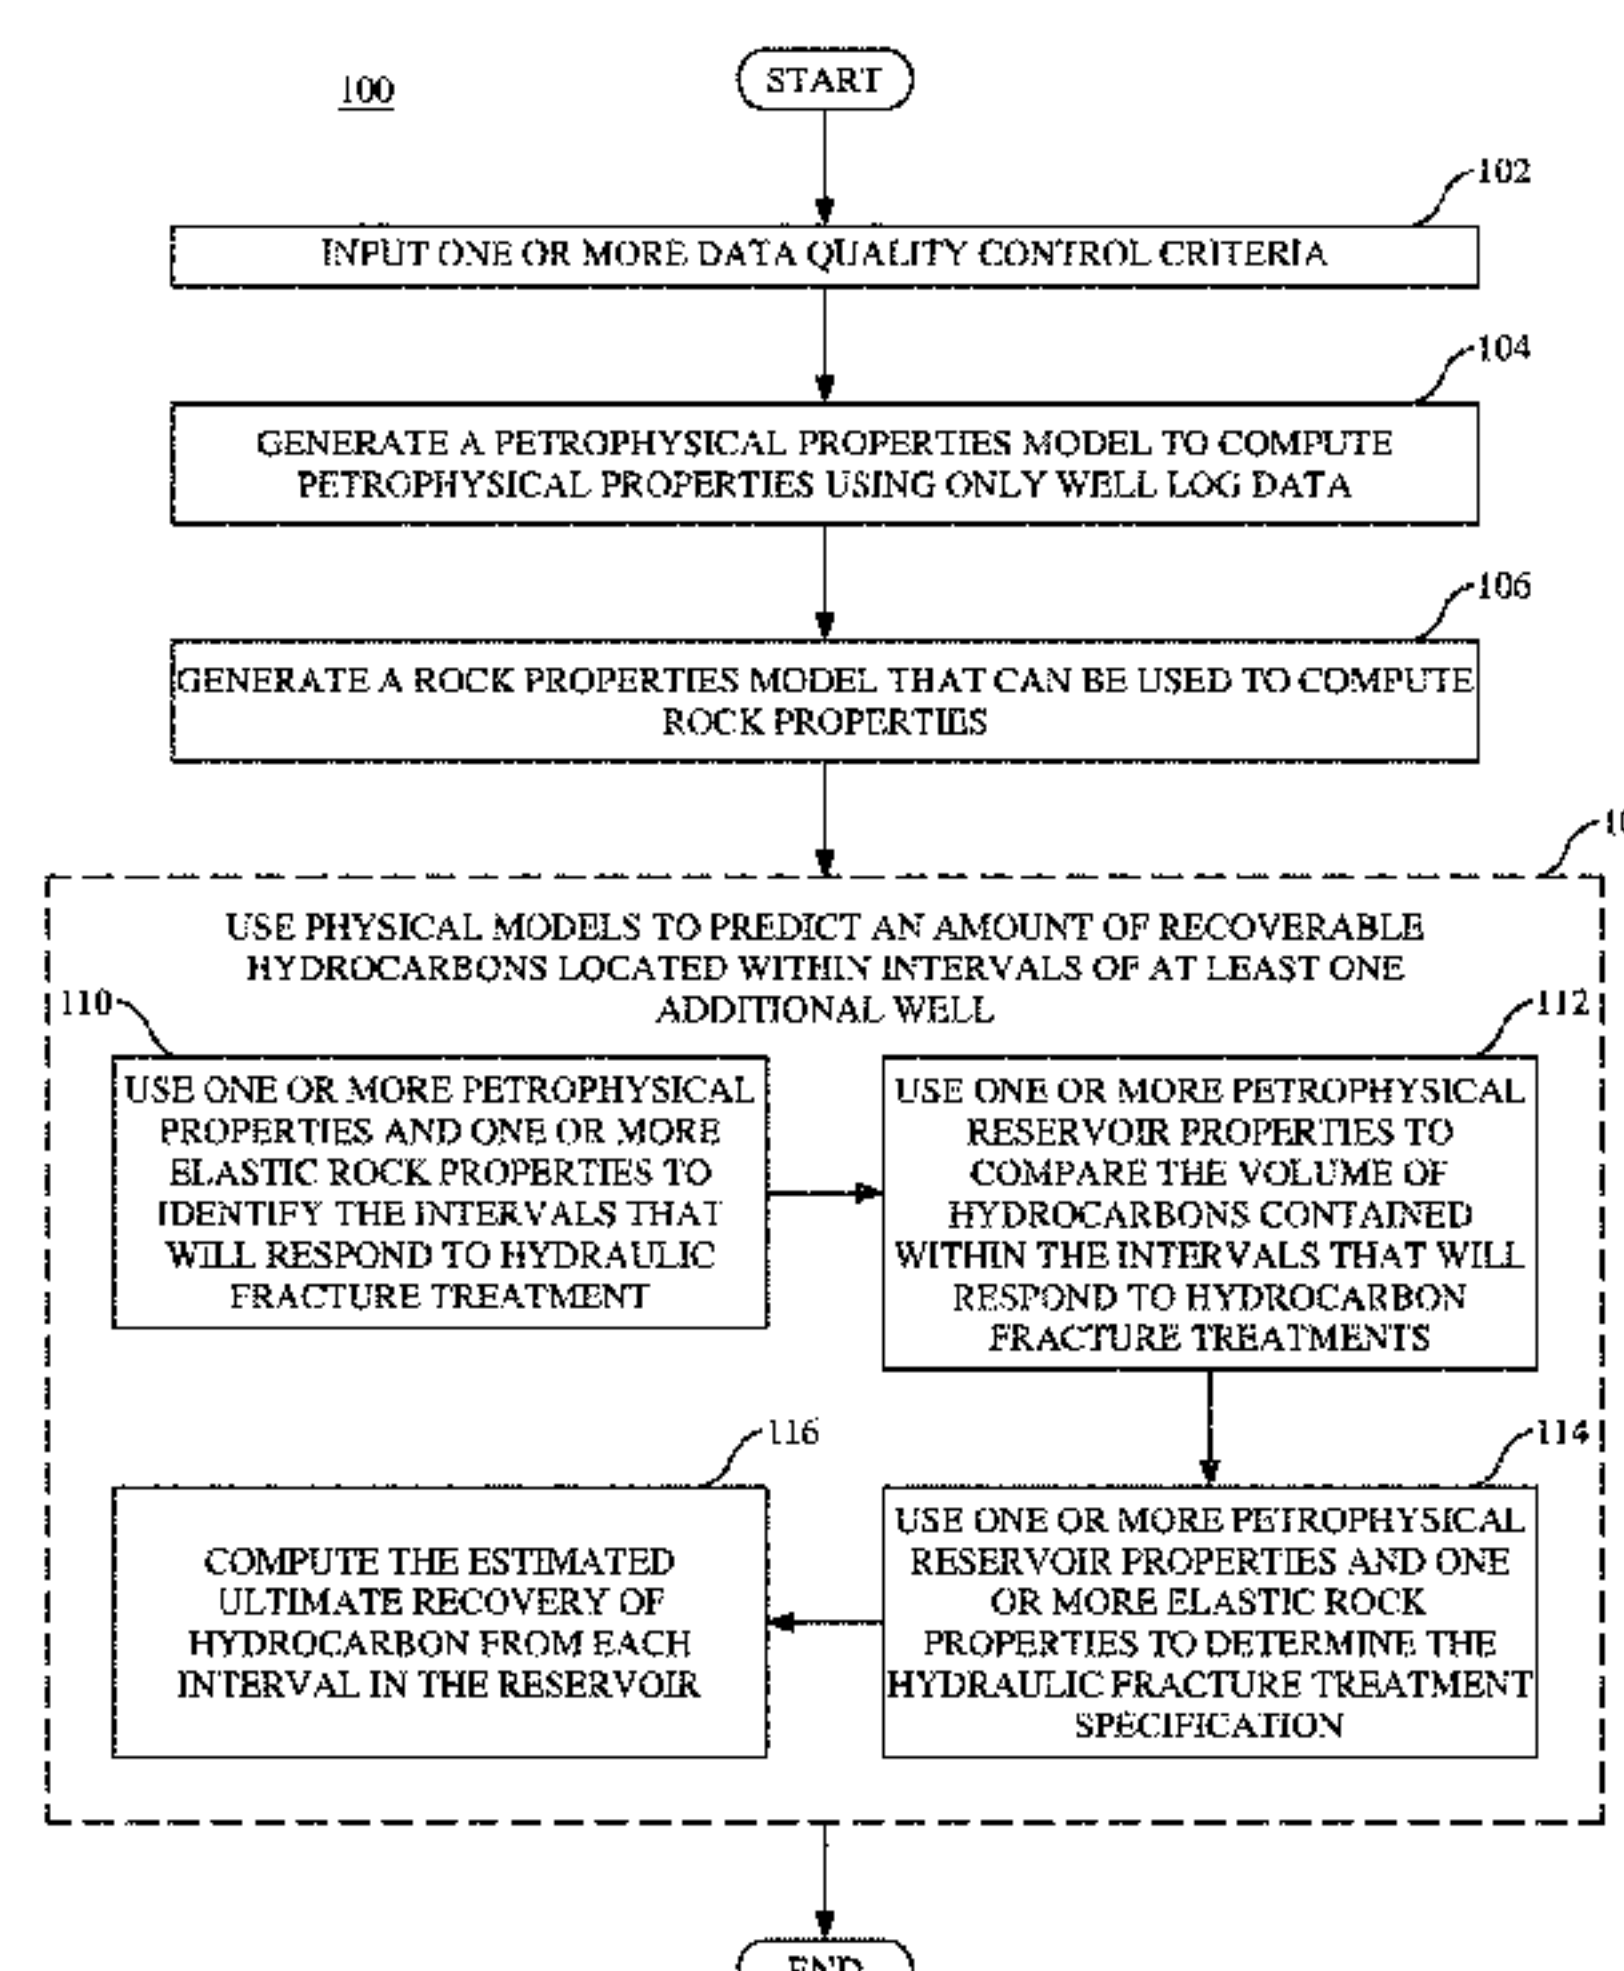 100
START
102
INPUT ONE OR MORE DATA QUALITY CONTROL CRITERIA
104
GENERATE A PETROPHYSICAL PROPERTIES MODEL TO COMPUTE
PETROPHYSICAL PROPERTIES USING ONLY WELL LOG DATA
106
GENERATE A ROCK PROPERTIES MODEL THAT CAN BE USED TO COMPUTE
ROCK PROPERTIES
USE PHYSICAL MODELS TO PREDICT AN AMOUNT OF RECOVERABLE
HYDROCARBONS LOCATED WITHIN INTERVALS OF AT LEAST ONE
ADDITIONAL WELL
110
USE ONE OR MORE PETROPHYSICAL
PROPERTIES AND ONE OR MORE
ELASTIC ROCK PROPERTIES TO
IDENTIFY THE INTERVALS THAT
WILL RESPOND TO HYDRAULIC
FRACTURE TREATMENT
112
USE ONE OR MORE PETROPHYSICAL
RESERVOIR PROPERTIES TO
COMPARE THE VOLUME OF
HYDROCARBONS CONTAINED
WITHIN THE INTERVALS THAT WILL
RESPOND TO HYDROCARBON
FRACTURE TREATMENTS
114
USE ONE OR MORE PETROPHYSICAL
RESERVOIR PROPERTIES AND ONE
OR MORE ELASTIC ROCK
PROPERTIES TO DETERMINE THE
HYDRAULIC FRACTURE TREATMENT
SPECIFICATION
116
COMPUTE THE ESTIMATED
ULTIMATE RECOVERY OF
HYDROCARBON FROM EACH
INTERVAL IN THE RESERVOIR
END